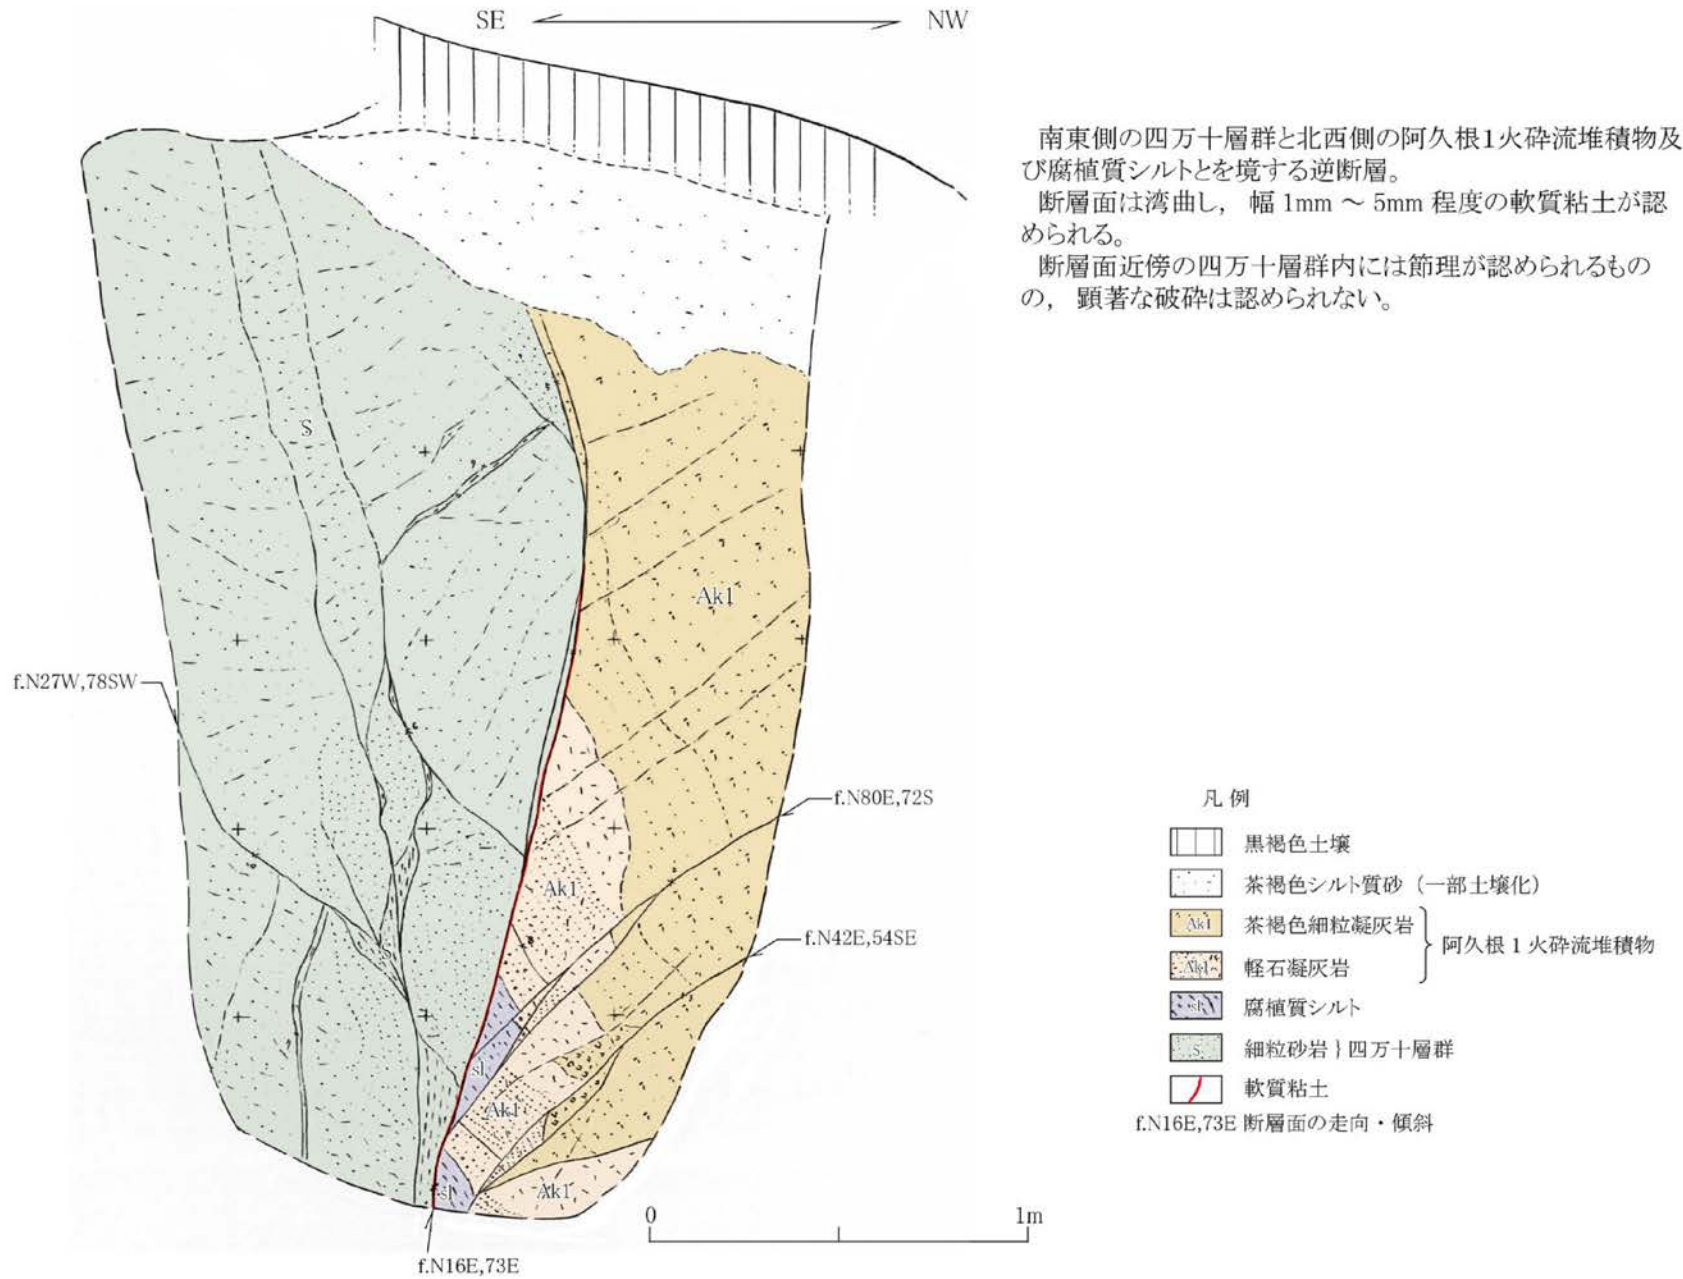 SE NW
南東側の四万十層群と北西側の阿久根1火砕流堆積物及
び腐植質シルトとを境する逆断層。
断層面は湾曲し， 幅 1mm ～ 5mm 程度の軟質粘土が認
められる。
断層面近傍の四万十層群内には節理が認められるもの
の， 顕著な破砕は認められない。
S
Ak1
f.N27W,78SW
f.N80E,72S
Ak1
f.N42E,54SE
S
sl
Ak1
sl
Ak1
f.N16E,73E
0 1m
凡 例
黒褐色土壌
茶褐色シルト質砂（一部土壌化）
Ak1 茶褐色細粒凝灰岩
Ak1 軽石凝灰岩
阿久根 1 火砕流堆積物
sl 腐植質シルト
S 細粒砂岩 } 四万十層群
軟質粘土
f.N16E,73E 断層面の走向・傾斜